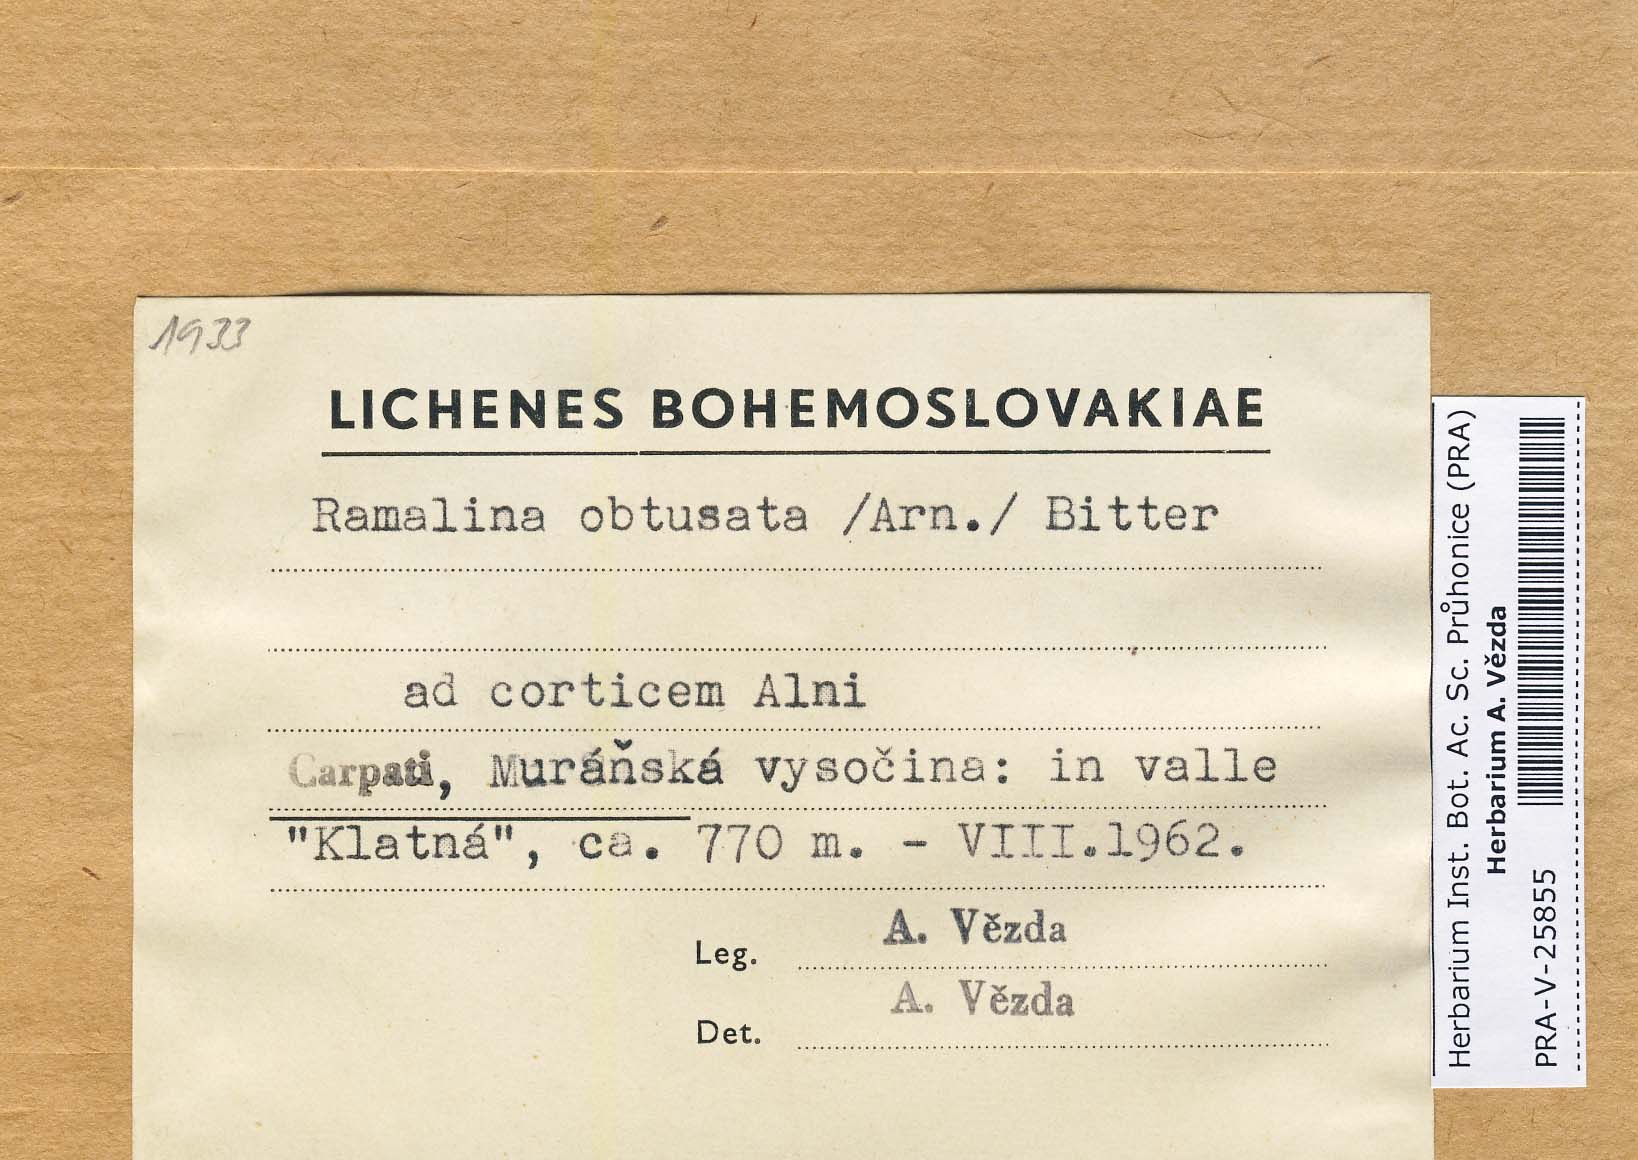 1933
LICHENES BOHEMOSLOVAKIAE
Ramalina obtusata /Arn./ Bitter
ad corticem Alni
Carpati, Muráňská vysočina: in valle
"Klatná", ca. 770 m. - VIII.1962.
Leg. A. Vězda
Det. A. Vězda
Herbarium Inst. Bot. Ac. Sc. Průhonice (PRA)
Herbarium A. Vězda
PRA-V-25855